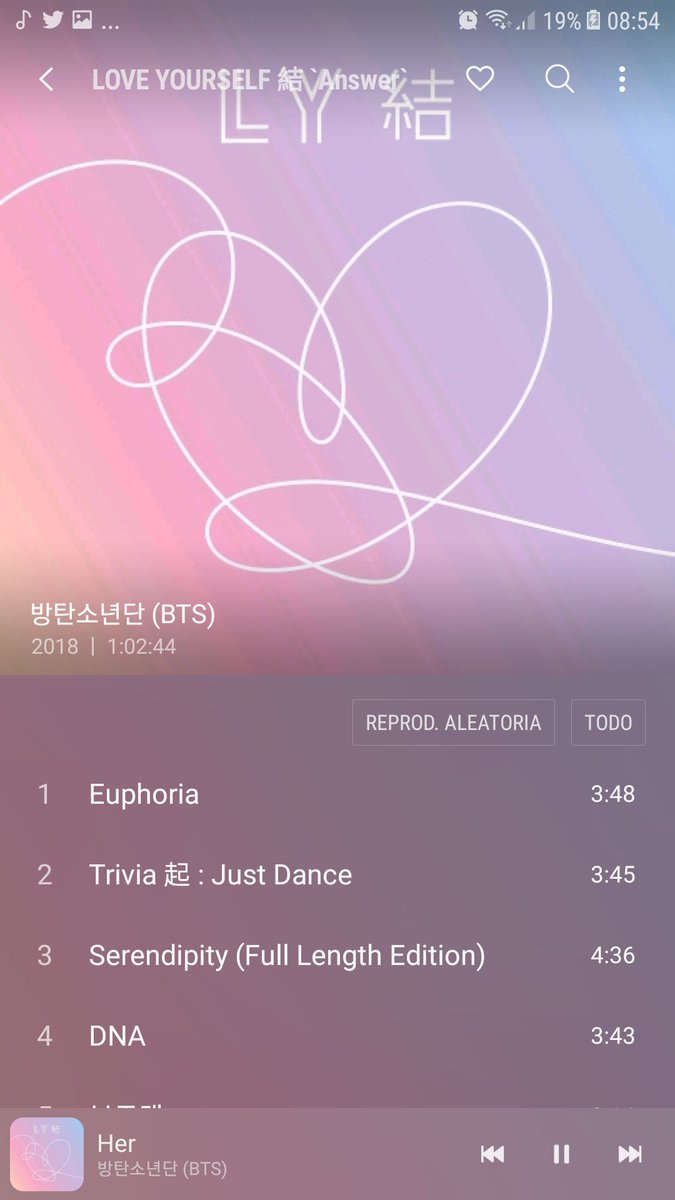 ... 19% 08:54
LOVE YOURSELF 結 `Answer`
LY 結
방탄소년단 (BTS)
2018 | 1:02:44
REPROD. ALEATORIA TODO
1 Euphoria 3:48
2 Trivia 起 : Just Dance 3:45
3 Serendipity (Full Length Edition) 4:36
4 DNA 3:43
LY 結
Her
방탄소년단 (BTS)